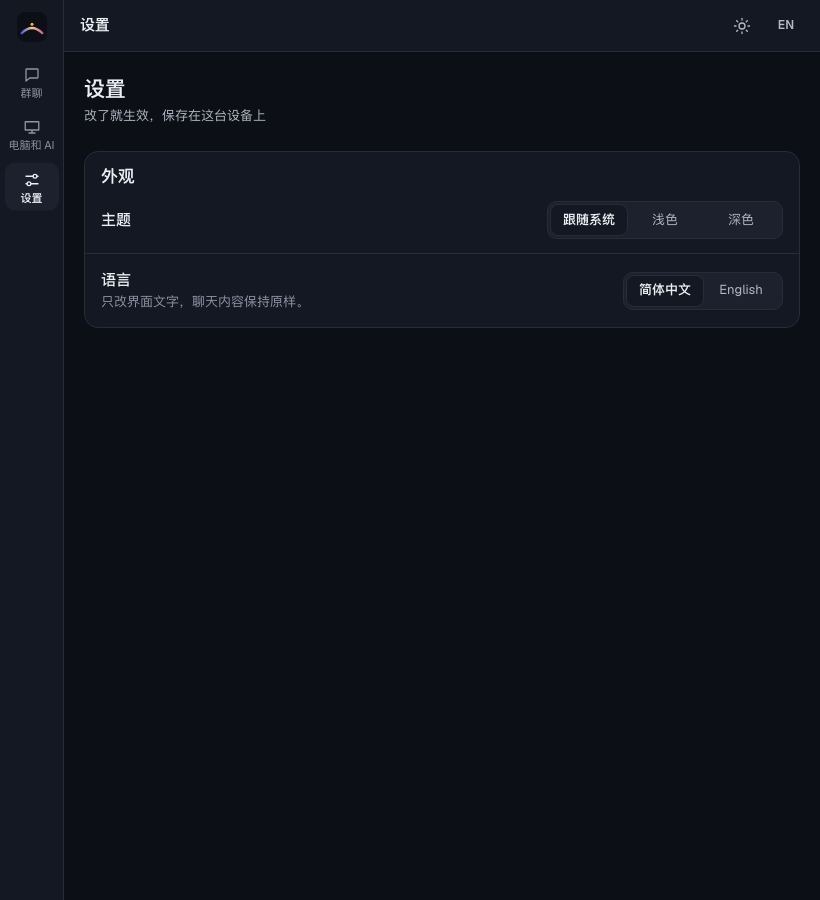 设置
EN
群聊
电脑和 AI
设置
设置
改了就生效，保存在这台设备上
外观
主题
跟随系统
浅色
深色
语言
只改界面文字，聊天内容保持原样。
简体中文
English